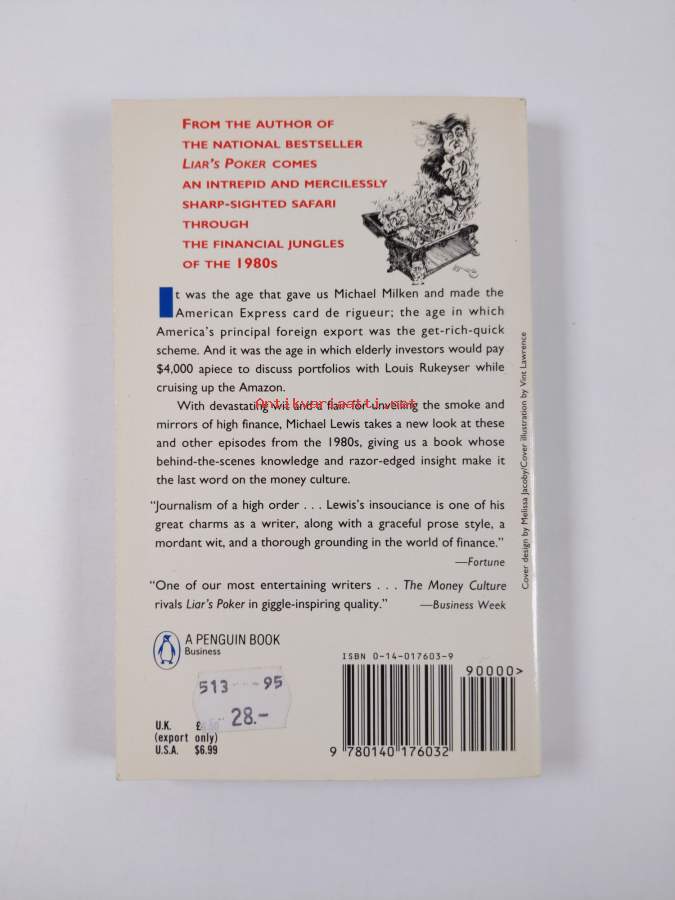 FROM THE AUTHOR OF
THE NATIONAL BESTSELLER
LIAR'S POKER COMES
AN INTREPID AND MERCILESSLY
SHARP-SIGHTED SAFARI
THROUGH
THE FINANCIAL JUNGLES
OF THE 1980S
It was the age that gave us Michael Milken and made the
American Express card de rigueur; the age in which
America's principal foreign export was the get-rich-quick
scheme. And it was the age in which elderly investors would pay
$4,000 apiece to discuss portfolios with Louis Rukeyser while
cruising up the Amazon.
With devastating wit and a flair for unveiling the smoke and
mirrors of high finance, Michael Lewis takes a new look at these
and other episodes from the 1980s, giving us a book whose
behind-the-scenes knowledge and razor-edged insight make it
the last word on the money culture.
"Journalism of a high order . . . Lewis's insouciance is one of his
great charms as a writer, along with a graceful prose style, a
mordant wit, and a thorough grounding in the world of finance."
—Fortune
"One of our most entertaining writers . . . The Money Culture
rivals Liar's Poker in giggle-inspiring quality." —Business Week
Cover design by Melissa Jacoby/Cover illustration by Vint Lawrence
Antikvariaatti.net
A PENGUIN BOOK
Business
513 95
28.-
U.K. £
(export only)
U.S.A. $6.99
ISBN 0-14-017603-9
90000>
9 780140 176032